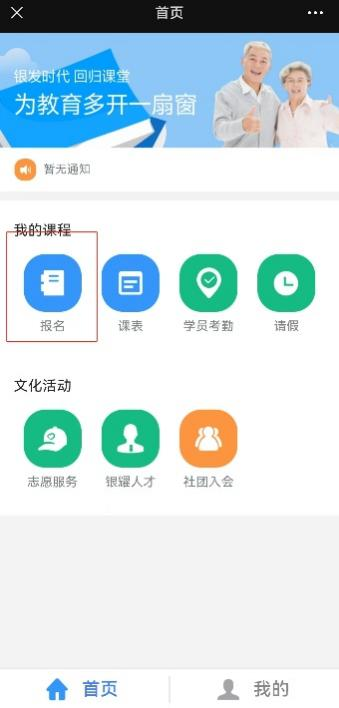 首页
银发时代 回归课堂
为教育多开一扇窗
暂无通知
我的课程
报名
课表
学员考勤
请假
文化活动
志愿服务
银耀人才
社团入会
首页
我的